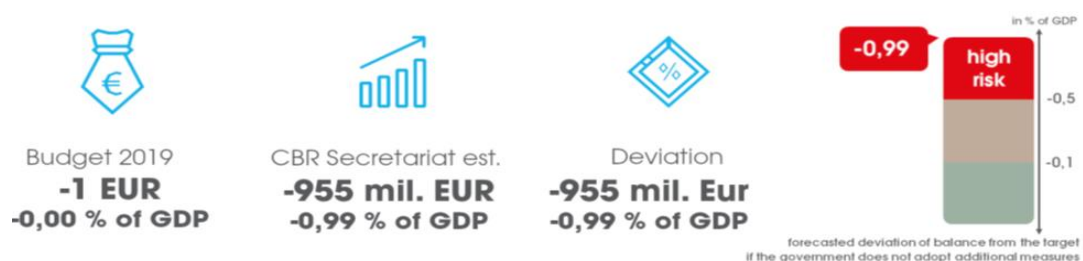 in % of GDP
-0,99
high
risk
-0,5
-0,1
€
%
Budget 2019
-1 EUR
-0,00 % of GDP
CBR Secretariat est.
-955 mil. EUR
-0,99 % of GDP
Deviation
-955 mil. Eur
-0,99 % of GDP
forecasted deviation of balance from the target
if the government does not adopt additional measures